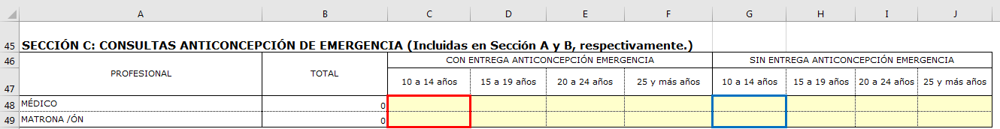 A B C D E F G H I J
45 SECCIÓN C: CONSULTAS ANTICONCEPCIÓN DE EMERGENCIA (Incluidas en Sección A y B, respectivamente.)
46 CON ENTREGA ANTICONCEPCIÓN EMERGENCIA SIN ENTREGA ANTICONCEPCIÓN EMERGENCIA
PROFESIONAL TOTAL
47 10 a 14 años 15 a 19 años 20 a 24 años 25 y más años 10 a 14 años 15 a 19 años 20 a 24 años 25 y más años
48 MÉDICO 0
49 MATRONA /ÓN 0